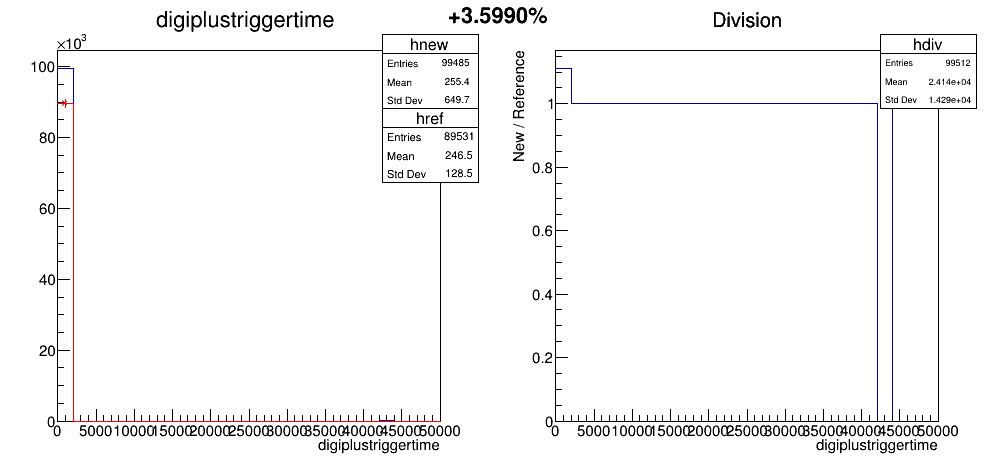 digiplustriggertime
+3.5990%
Division
×10³
hnew
Entries 99485
Mean 255.4
Std Dev 649.7
href
Entries 89531
Mean 246.5
Std Dev 128.5
100
80
60
40
20
0
0 5000 10000 15000 20000 25000 30000 35000 40000 45000 50000
digiplustriggertime
hdiv
Entries 99512
Mean 2.414e+04
Std Dev 1.429e+04
New / Reference
1
0.8
0.6
0.4
0.2
0
0 5000 10000 15000 20000 25000 30000 35000 40000 45000 50000
digiplustriggertime